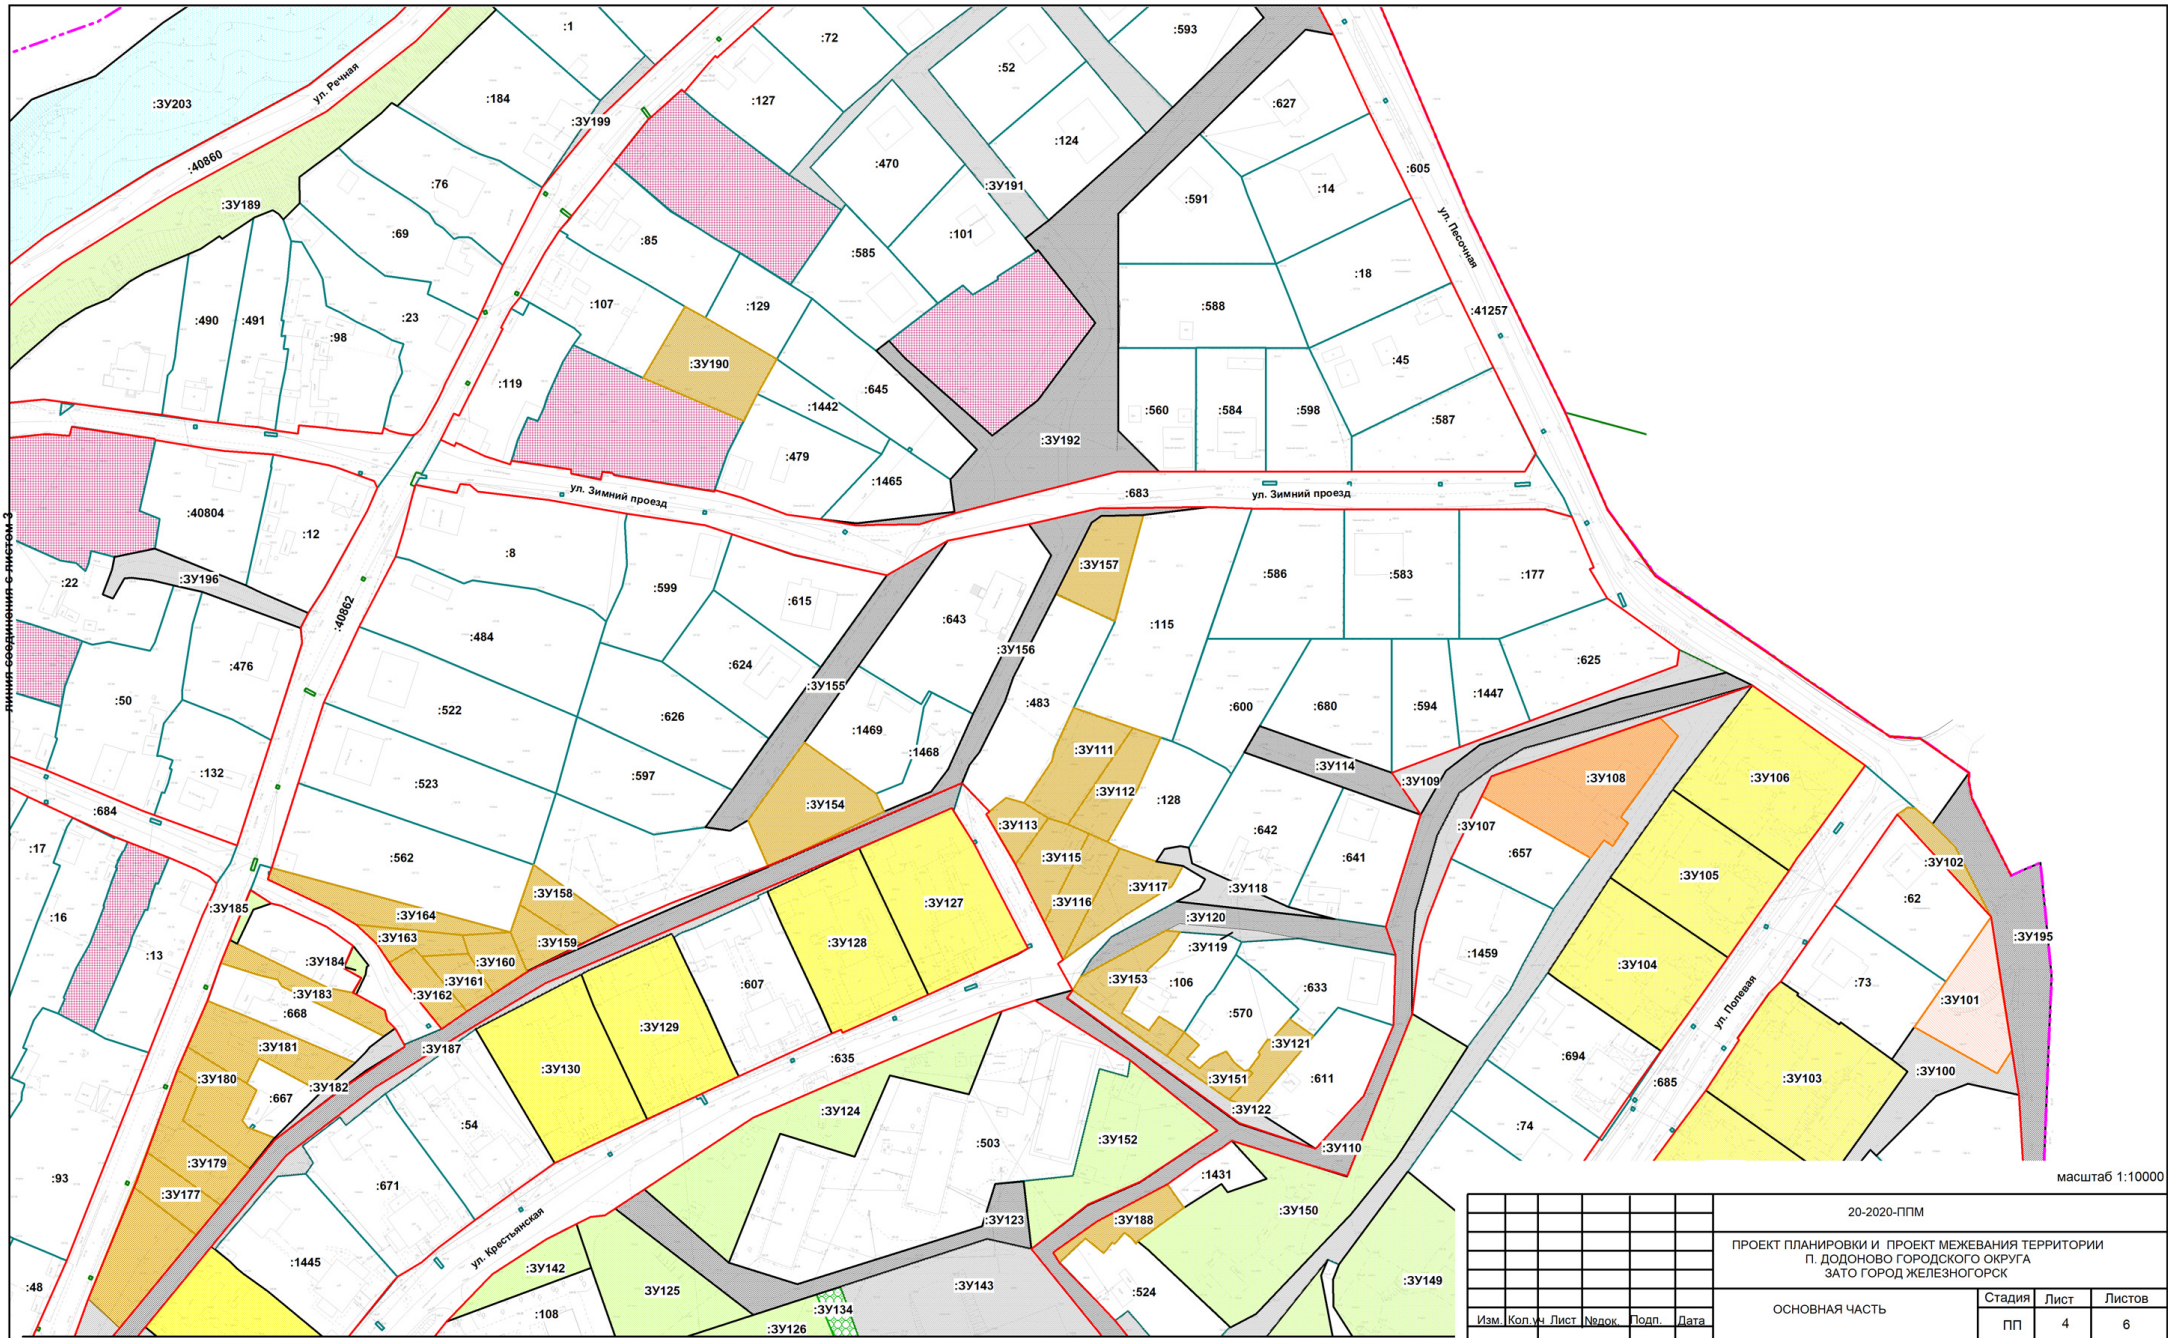 :1
:72
:593
:52
ул. Речная
:ЗУ203
:184
:127
:627
:ЗУ199
:124
:40860
:470
:605
:76
:ЗУ191
:14
:591
:ЗУ189
:69
:85
:101
:585
ул. Песочная
:18
:107
:129
:588
:41257
:490
:491
:23
:98
:ЗУ190
:45
:119
:645
:1442
:560
:584
:598
:587
:ЗУ192
:479
:1465
ул. Зимний проезд
:683
ул. Зимний проезд
:40804
:12
линия соединения с листом 3
:8
:22
:ЗУ196
:599
:ЗУ157
:586
:583
:177
:615
:40862
:643
:115
:484
:ЗУ156
:476
:624
:625
:ЗУ155
:50
:522
:626
:483
:600
:680
:594
:1447
:1469
:1468
:ЗУ111
:ЗУ114
:132
:597
:523
:ЗУ109
:ЗУ108
:ЗУ106
:ЗУ112
:128
:ЗУ154
:684
:ЗУ113
:ЗУ107
:642
:17
:562
:ЗУ115
:641
:657
:ЗУ102
:ЗУ105
:ЗУ158
:ЗУ117
:ЗУ118
:62
:ЗУ127
:ЗУ116
:ЗУ185
:16
:ЗУ164
:ЗУ120
:ЗУ163
:ЗУ159
:ЗУ128
:ЗУ119
:ЗУ195
:13
:ЗУ184
:ЗУ160
:1459
:ЗУ104
:ЗУ161
:607
:ЗУ153
:106
:633
:73
:ЗУ183
:ЗУ162
:ЗУ101
:668
:570
ул. Полевая
:ЗУ129
:ЗУ181
:ЗУ187
:635
:ЗУ121
:694
:ЗУ130
:ЗУ180
:ЗУ182
:ЗУ151
:611
:685
:ЗУ103
:ЗУ100
:667
:ЗУ124
:ЗУ122
:54
:503
:ЗУ152
:74
:ЗУ179
:ЗУ110
:93
:671
:1431
:ЗУ177
масштаб 1:10000
:ЗУ123
:ЗУ188
:ЗУ150
ул. Крестьянская
:1445
:ЗУ142
:48
ЗУ125
:ЗУ143
:524
:ЗУ149
:108
:ЗУ134
:ЗУ126
20-2020-ППМ
ПРОЕКТ ПЛАНИРОВКИ И ПРОЕКТ МЕЖЕВАНИЯ ТЕРРИТОРИИ
П. ДОДОНОВО ГОРОДСКОГО ОКРУГА
ЗАТО ГОРОД ЖЕЛЕЗНОГОРСК
ОСНОВНАЯ ЧАСТЬ
Стадия Лист Листов
ПП 4 6
Изм. Кол.уч Лист №док. Подп. Дата